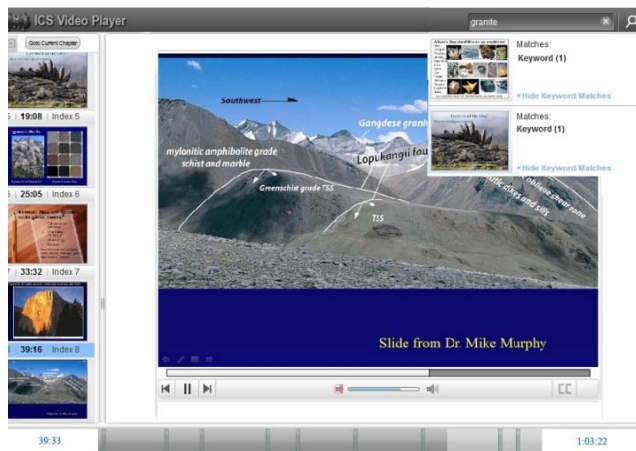 ICS Video Player
granite
Goto Current Chapter
19:08 | Index 5
25:05 | Index 6
33:32 | Index 7
39:16 | Index 8
Southwest
Gangdese
mylonitic amphibolite grade
schist and marble
Lopukangri
Greenschist grade TSS
TSS
oblique shear zone
dikes and sills
Slide from Dr. Mike Murphy
Matches:
Keyword (1)
Hide Keyword Matches
Matches:
Keyword (1)
Hide Keyword Matches
CC
39:33
1:03:22